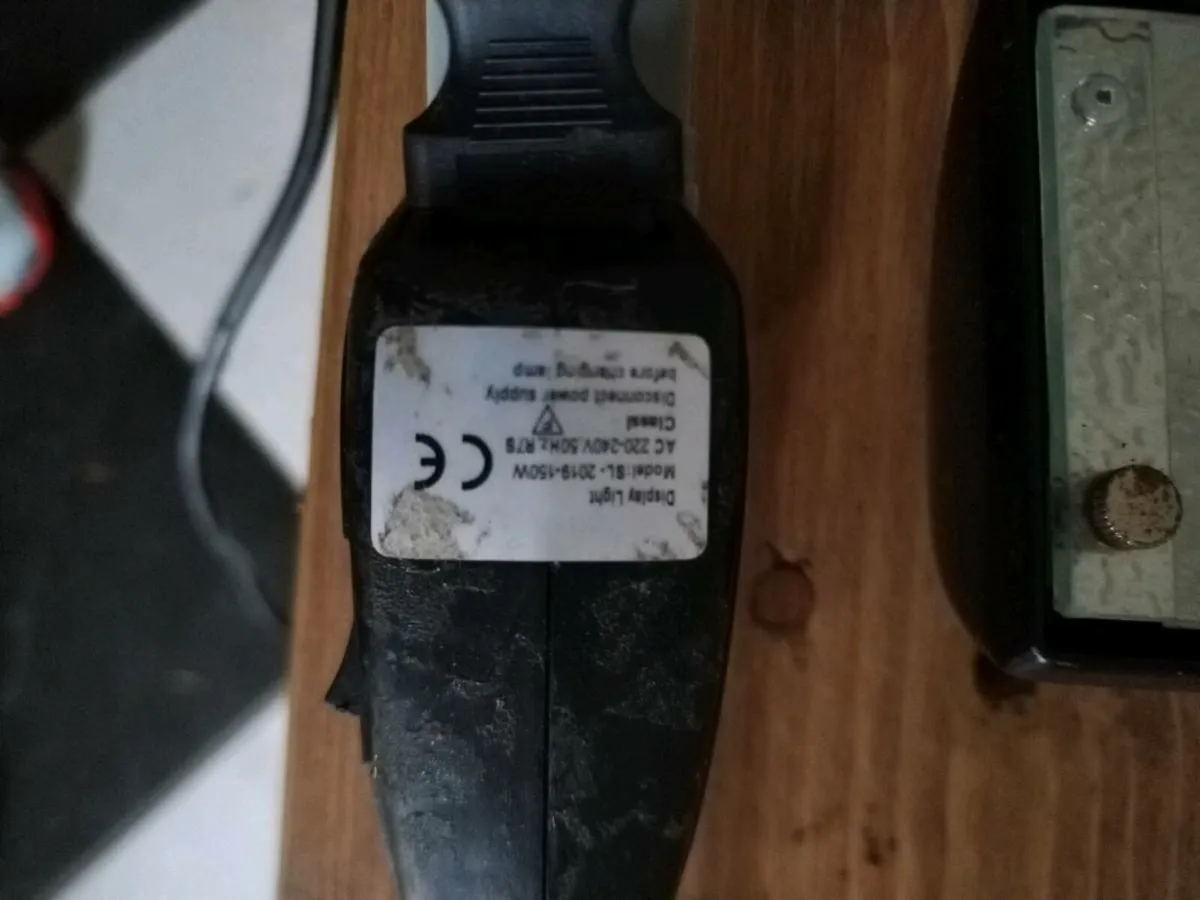 Display Light
Model:SL- 2019-150W
AC 220-240V.50Hz R7S
ClassI
Disconnect power supply
before changing lamp
CE
F